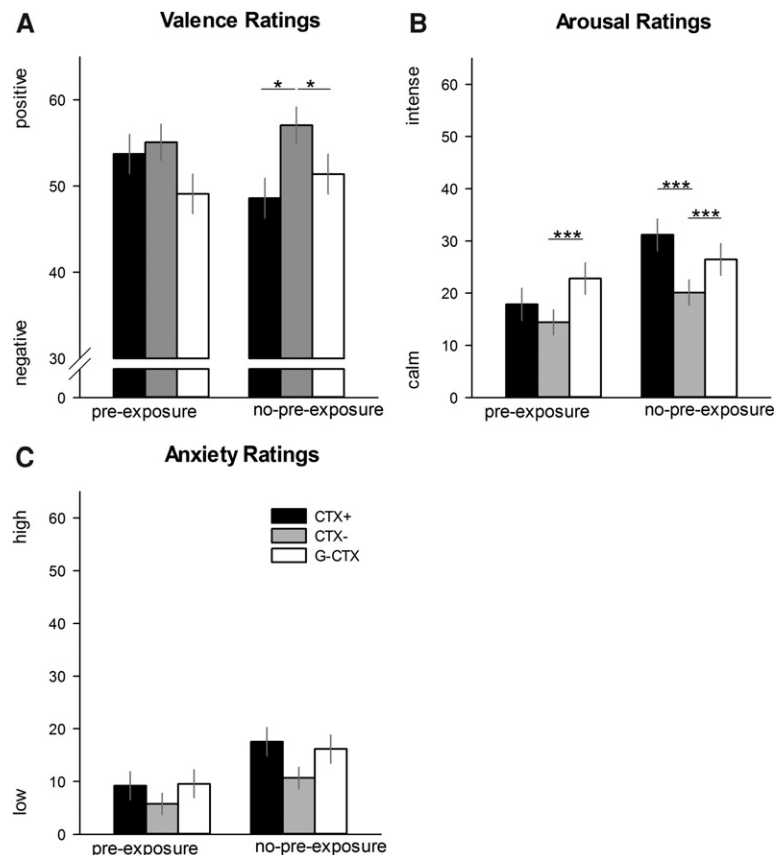 A
Valence Ratings
positive
negative
60
50
40
30
0
* *
pre-exposure
no-pre-exposure
B
Arousal Ratings
intense
calm
60
50
40
30
20
10
0
***
***
***
pre-exposure
no-pre-exposure
C
Anxiety Ratings
high
low
60
50
40
30
20
10
0
CTX+
CTX-
G-CTX
pre-exposure
no-pre-exposure